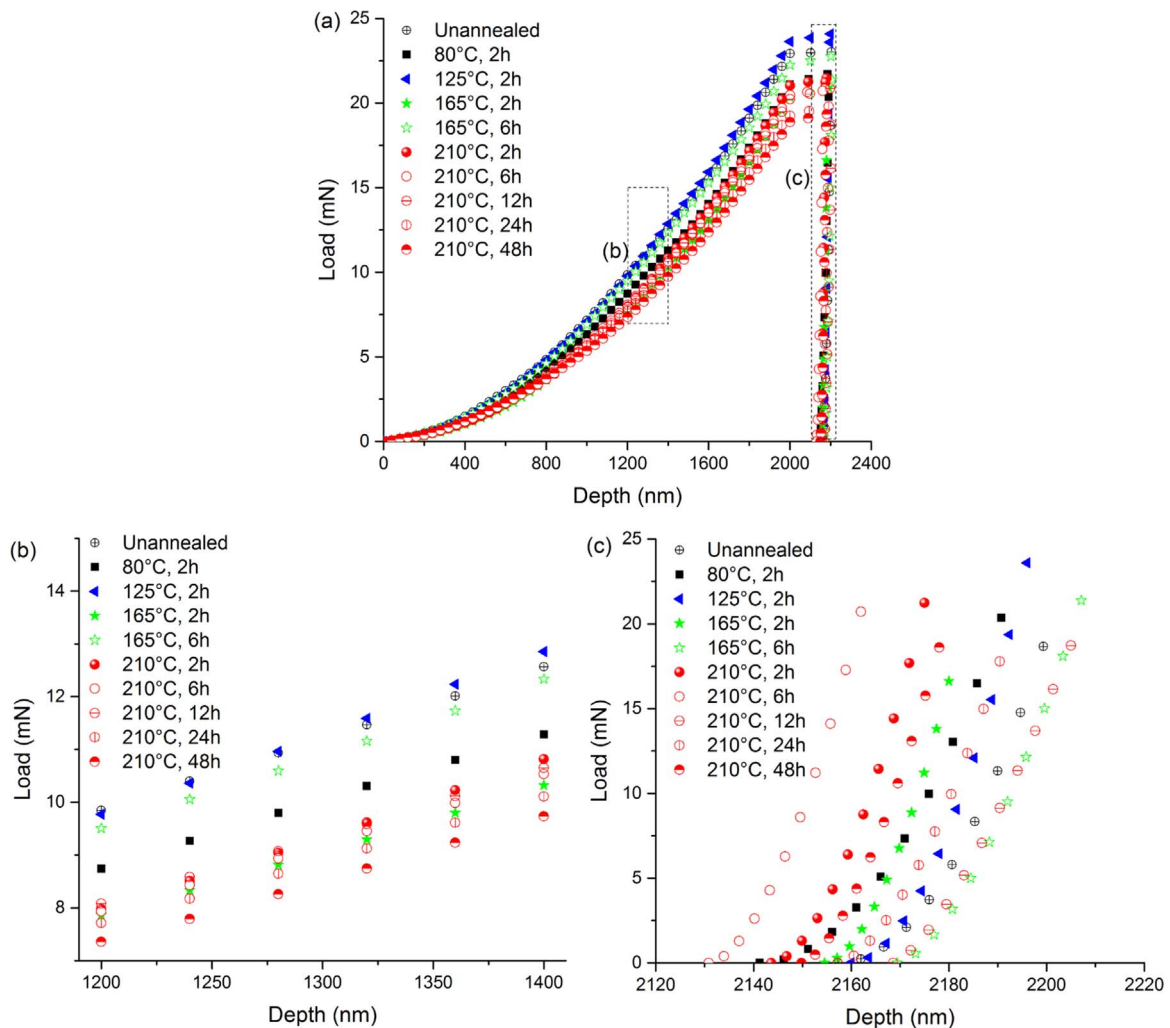 (a)
Unannealed
80°C, 2h
125°C, 2h
165°C, 2h
165°C, 6h
210°C, 2h
210°C, 6h
210°C, 12h
210°C, 24h
210°C, 48h
(b)
(c)
25
20
15
10
5
0
Load (mN)
0 400 800 1200 1600 2000 2400
Depth (nm)
(b)
Unannealed
80°C, 2h
125°C, 2h
165°C, 2h
165°C, 6h
210°C, 2h
210°C, 6h
210°C, 12h
210°C, 24h
210°C, 48h
14
12
10
8
Load (mN)
1200 1250 1300 1350 1400
Depth (nm)
(c)
Unannealed
80°C, 2h
125°C, 2h
165°C, 2h
165°C, 6h
210°C, 2h
210°C, 6h
210°C, 12h
210°C, 24h
210°C, 48h
25
20
15
10
5
0
Load (mN)
2120 2140 2160 2180 2200 2220
Depth (nm)